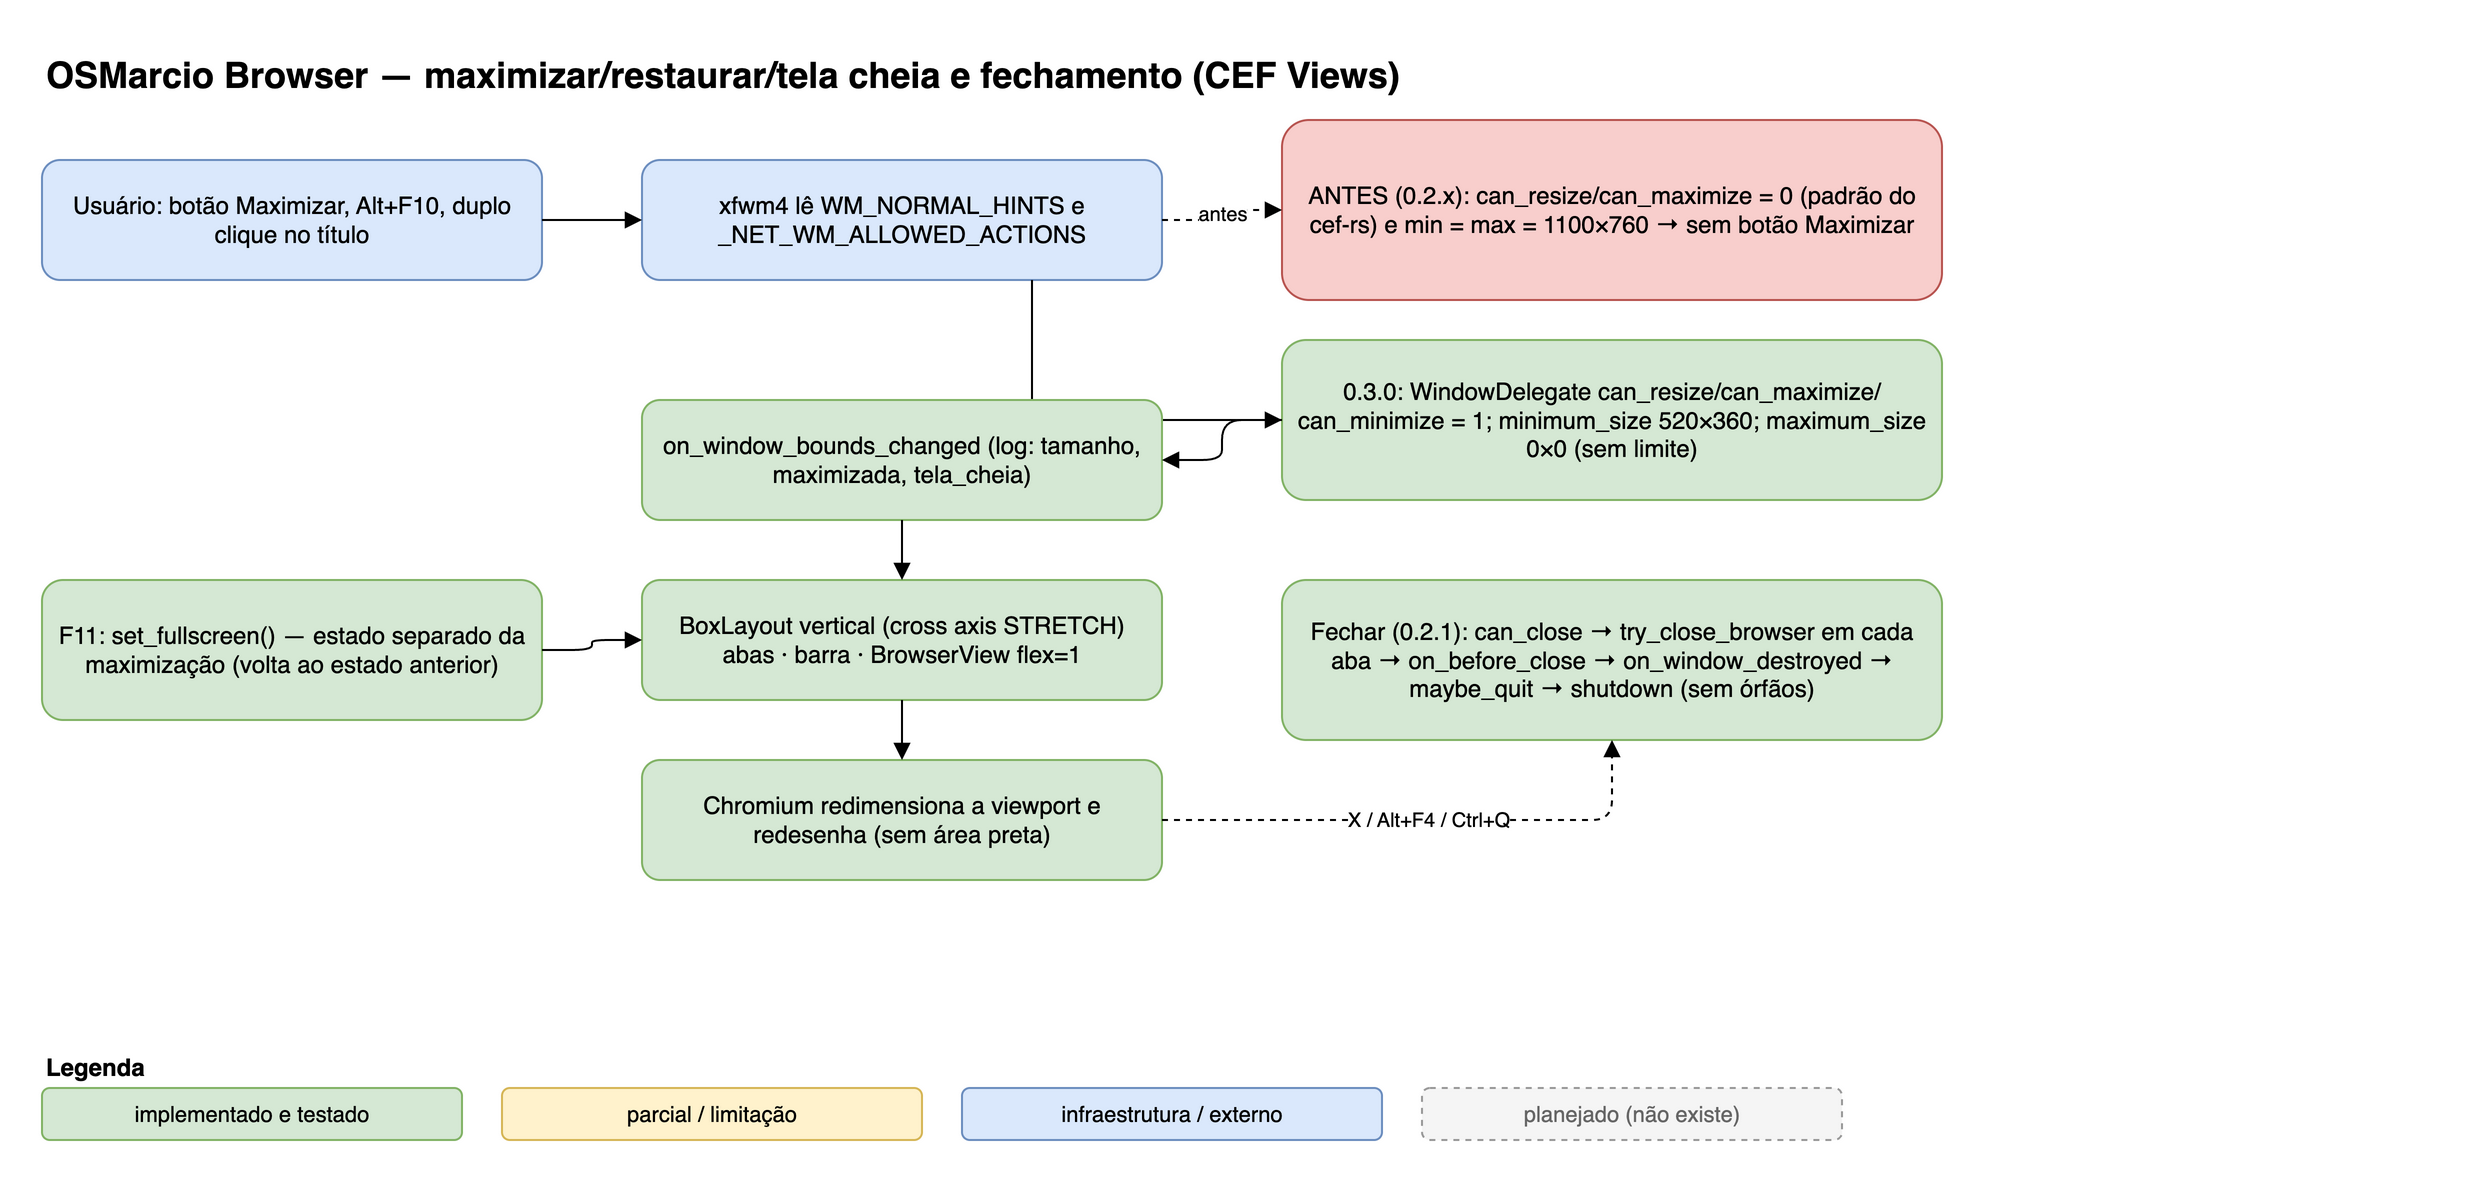 OSMarcio Browser — maximizar/restaurar/tela cheia e fechamento (CEF Views)
Usuário: botão Maximizar, Alt+F10, duplo
clique no título
xfwm4 lê WM_NORMAL_HINTS e
_NET_WM_ALLOWED_ACTIONS
antes
ANTES (0.2.x): can_resize/can_maximize = 0 (padrão do
cef-rs) e min = max = 1100×760 → sem botão Maximizar
0.3.0: WindowDelegate can_resize/can_maximize/
can_minimize = 1; minimum_size 520×360; maximum_size
0×0 (sem limite)
on_window_bounds_changed (log: tamanho,
maximizada, tela_cheia)
F11: set_fullscreen() — estado separado da
maximização (volta ao estado anterior)
BoxLayout vertical (cross axis STRETCH)
abas · barra · BrowserView flex=1
Fechar (0.2.1): can_close → try_close_browser em cada
aba → on_before_close → on_window_destroyed →
maybe_quit → shutdown (sem órfãos)
Chromium redimensiona a viewport e
redesenha (sem área preta)
X / Alt+F4 / Ctrl+Q
Legenda
implementado e testado
parcial / limitação
infraestrutura / externo
planejado (não existe)